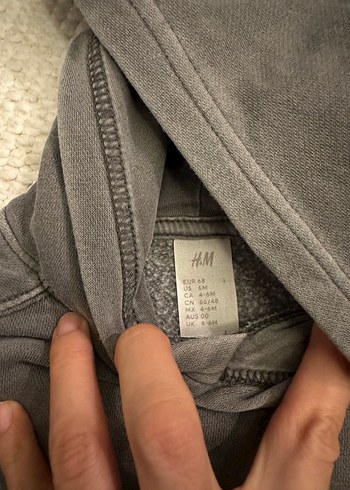 H&M
EUR 68
US 6M
CA 4-6M
CN 66/48
MX 4-6M
AUS 00
UK 4-6M